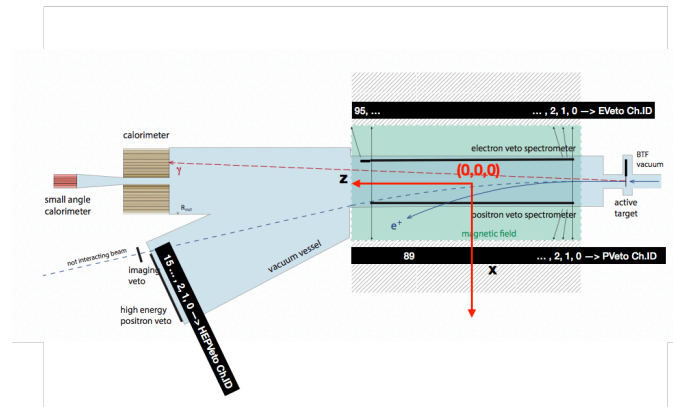 95, ...
... , 2, 1, 0 —> EVeto Ch.ID
calorimeter
electron veto spectrometer
BTF
vacuum
γ
(0,0,0)
z
small angle
calorimeter
active
target
positron veto spectrometer
e⁺
magnetic field
not interacting beam
vacuum vessel
imaging
veto
89
... , 2, 1, 0 —> PVeto Ch.ID
x
15 ... , 2, 1, 0 —> HEPVeto Ch.ID
high energy
positron veto